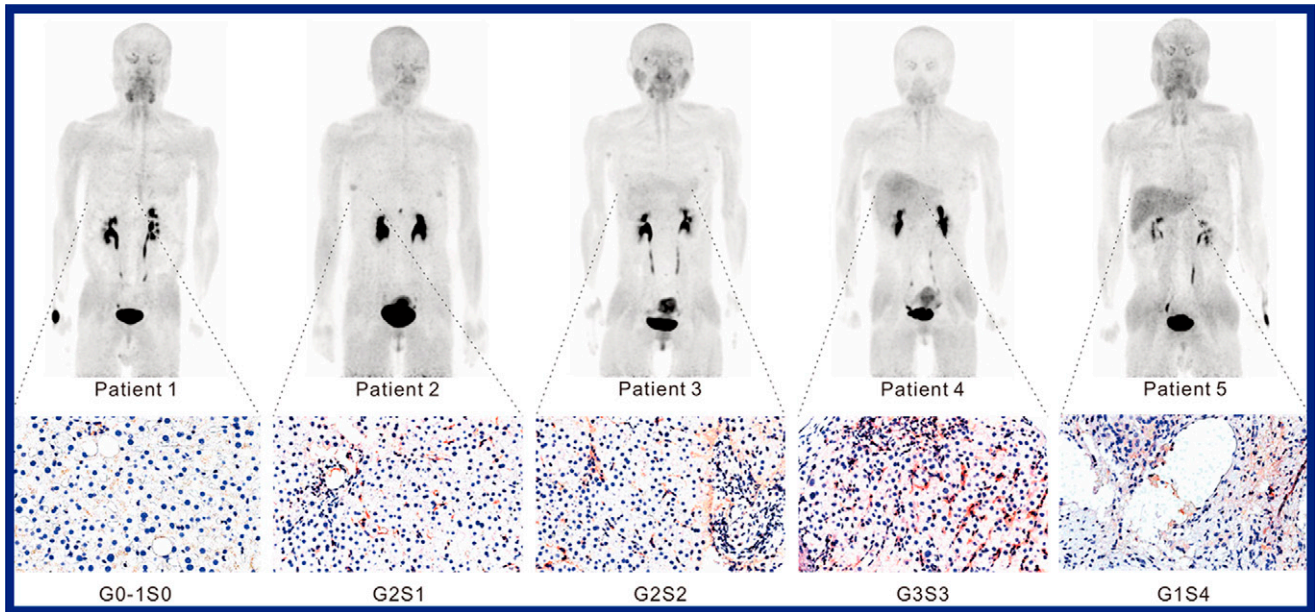 Patient 1
Patient 2
Patient 3
Patient 4
Patient 5
G0-1S0
G2S1
G2S2
G3S3
G1S4